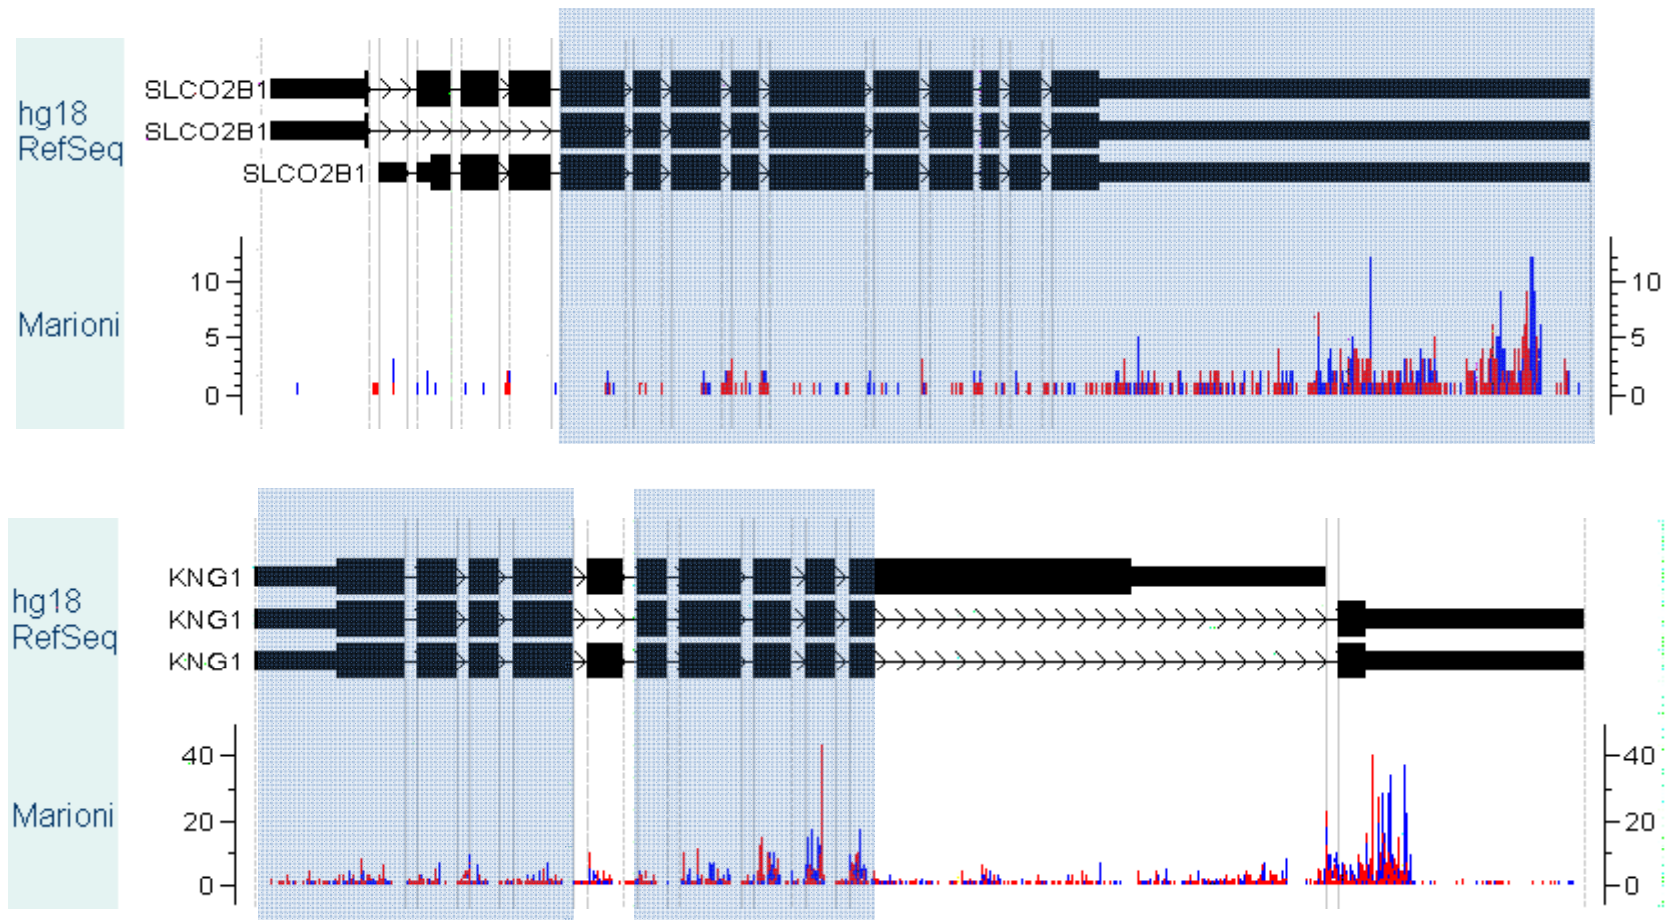 SLCO2B1
hg18
RefSeq
SLCO2B1
SLCO2B1
10
10
Marioni
5
5
0
0
KNG1
hg18
RefSeq
KNG1
KNG1
40
40
Marioni
20
20
0
0